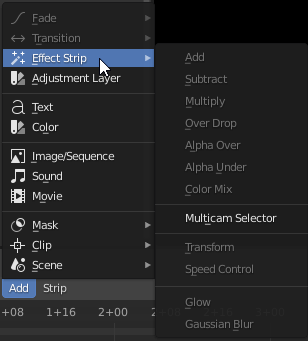 Fade
Transition
Effect Strip
Adjustment Layer
Text
Color
Image/Sequence
Sound
Movie
Mask
Clip
Scene
Add
Subtract
Multiply
Over Drop
Alpha Over
Alpha Under
Color Mix
Multicam Selector
Transform
Speed Control
Glow
Gaussian Blur
Add Strip
+08 1+16 2+00